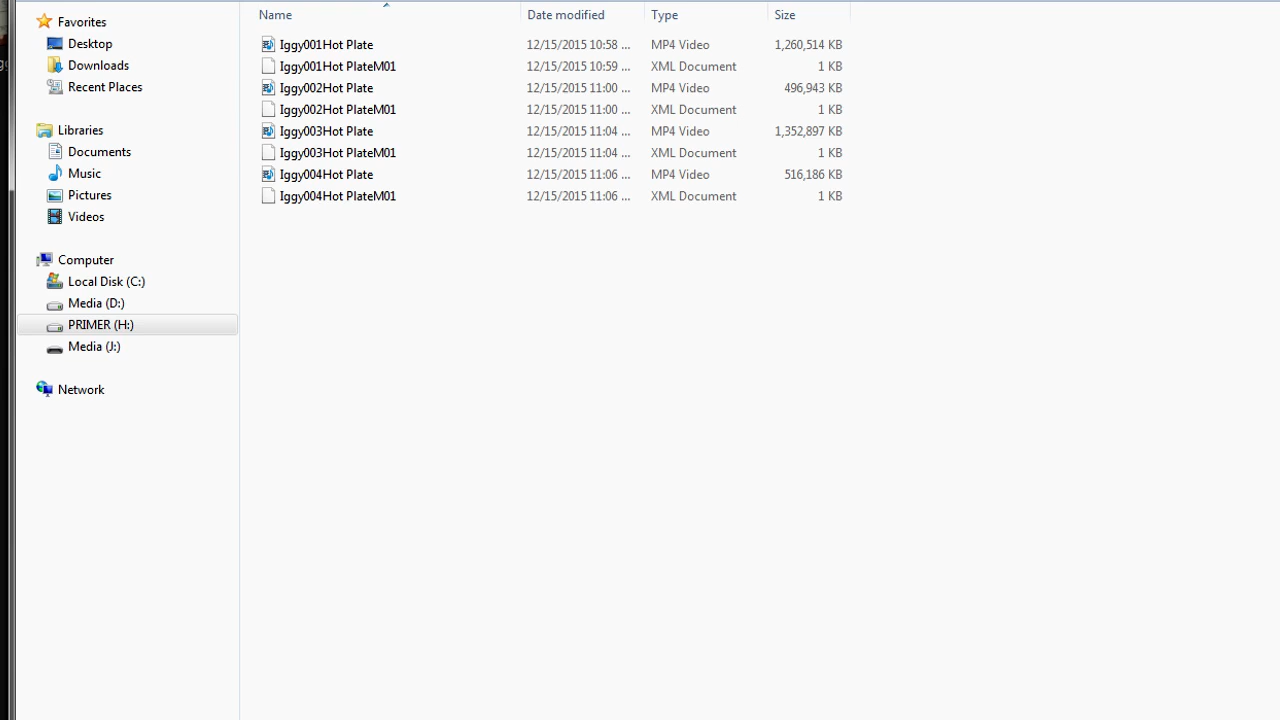 Name Date modified Type Size
Favorites
Desktop
Downloads
Recent Places
Libraries
Documents
Music
Pictures
Videos
Computer
Local Disk (C:)
Media (D:)
PRIMER (H:)
Media (J:)
Network
Iggy001Hot Plate 12/15/2015 10:58 ... MP4 Video 1,260,514 KB
Iggy001Hot PlateM01 12/15/2015 10:59 ... XML Document 1 KB
Iggy002Hot Plate 12/15/2015 11:00 ... MP4 Video 496,943 KB
Iggy002Hot PlateM01 12/15/2015 11:00 ... XML Document 1 KB
Iggy003Hot Plate 12/15/2015 11:04 ... MP4 Video 1,352,897 KB
Iggy003Hot PlateM01 12/15/2015 11:04 ... XML Document 1 KB
Iggy004Hot Plate 12/15/2015 11:06 ... MP4 Video 516,186 KB
Iggy004Hot PlateM01 12/15/2015 11:06 ... XML Document 1 KB